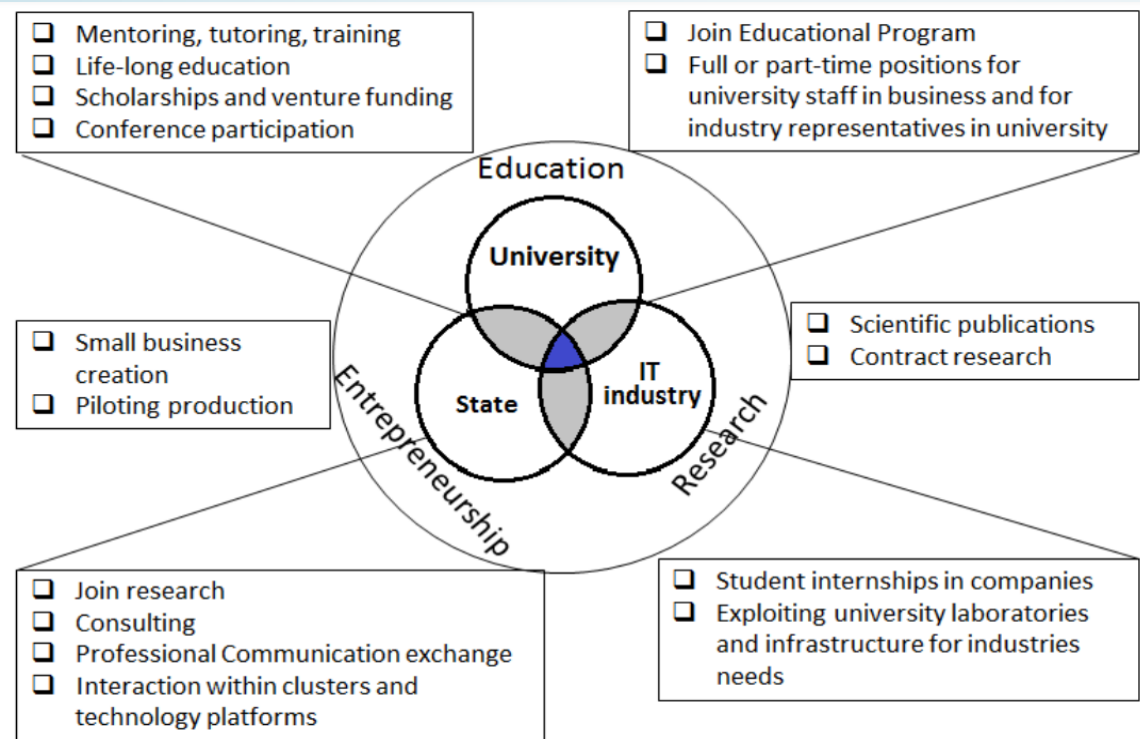 ❑ Mentoring, tutoring, training
❑ Life-long education
❑ Scholarships and venture funding
❑ Conference participation
❑ Join Educational Program
❑ Full or part-time positions for
university staff in business and for
industry representatives in university
Education
University
❑ Small business
creation
❑ Piloting production
State
IT
industry
Entrepreneurship
Research
❑ Scientific publications
❑ Contract research
❑ Join research
❑ Consulting
❑ Professional Communication exchange
❑ Interaction within clusters and
technology platforms
❑ Student internships in companies
❑ Exploiting university laboratories
and infrastructure for industries
needs